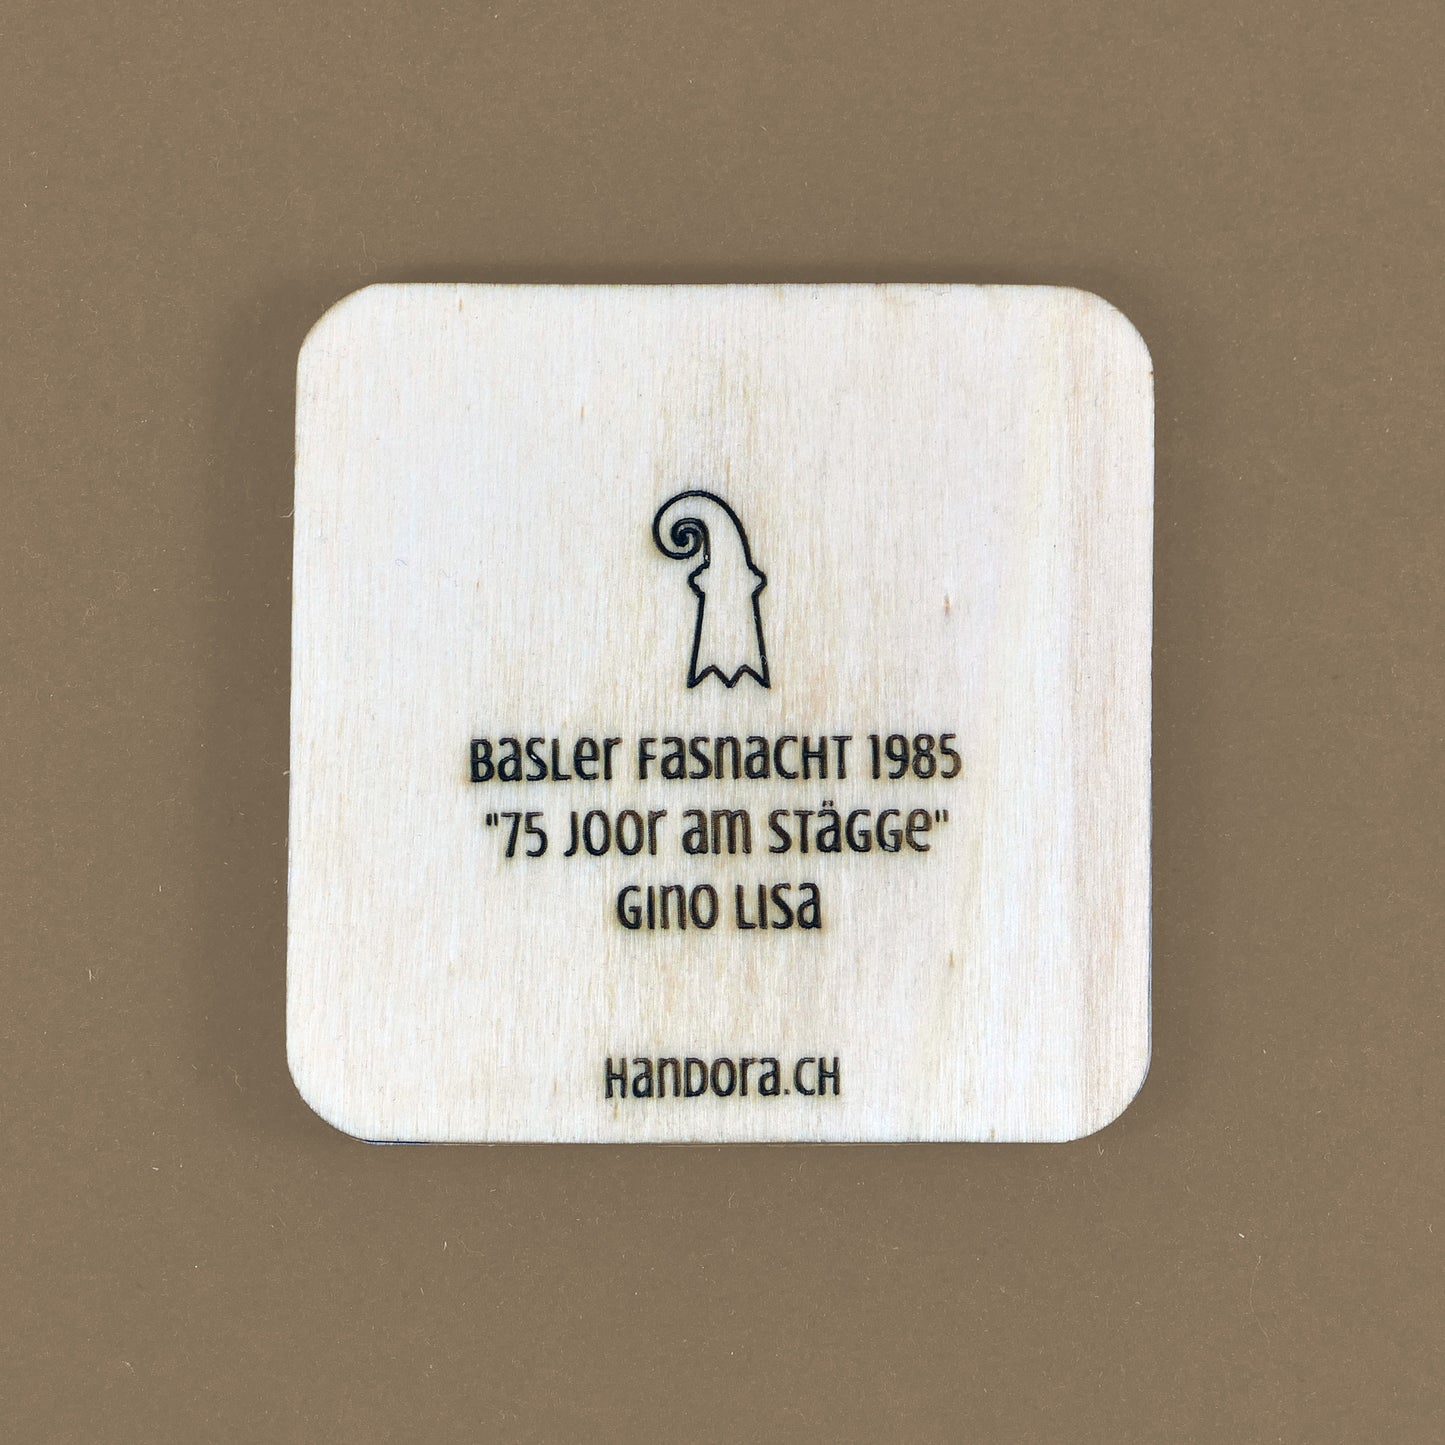 Basler Fasnacht 1985
"75 Joor am Stägge"
Gino Lisa
Handora.ch